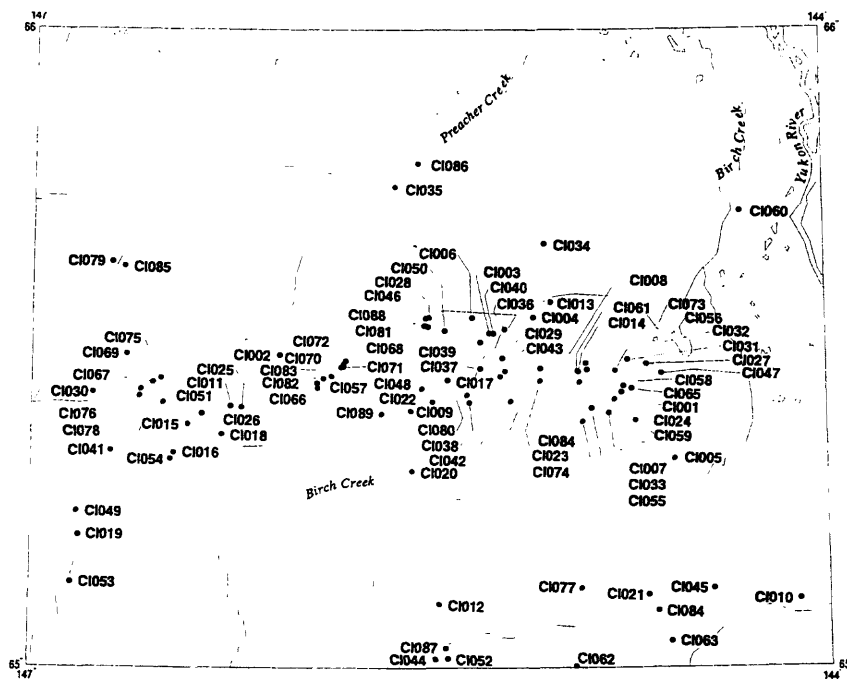 147
144
66
66
Preacher Creek
Birch Creek
Yukon River
CI086
CI035
CI060
CI034
CI079
CI085
CI006
CI050
CI028
CI046
CI003
CI040
CI036
CI008
CI013
CI004
CI061
CI014
CI073
CI056
CI088
CI081
CI029
CI043
CI032
CI031
CI075
CI069
CI072
CI002
CI070
CI068
CI039
CI037
CI027
CI047
CI067
CI025
CI083
CI071
CI030
CI011
CI082
CI057
CI048
CI017
CI058
CI051
CI066
CI022
CI065
CI076
CI026
CI089
CI009
CI001
CI078
CI015
CI018
CI080
CI024
CI041
CI016
CI038
CI084
CI059
CI054
CI042
CI023
CI005
CI020
CI074
CI007
CI033
CI055
Birch Creek
CI049
CI019
CI053
CI077
CI021
CI045
CI010
CI012
CI084
CI063
CI087
CI044
CI052
CI062
65
65
147
144